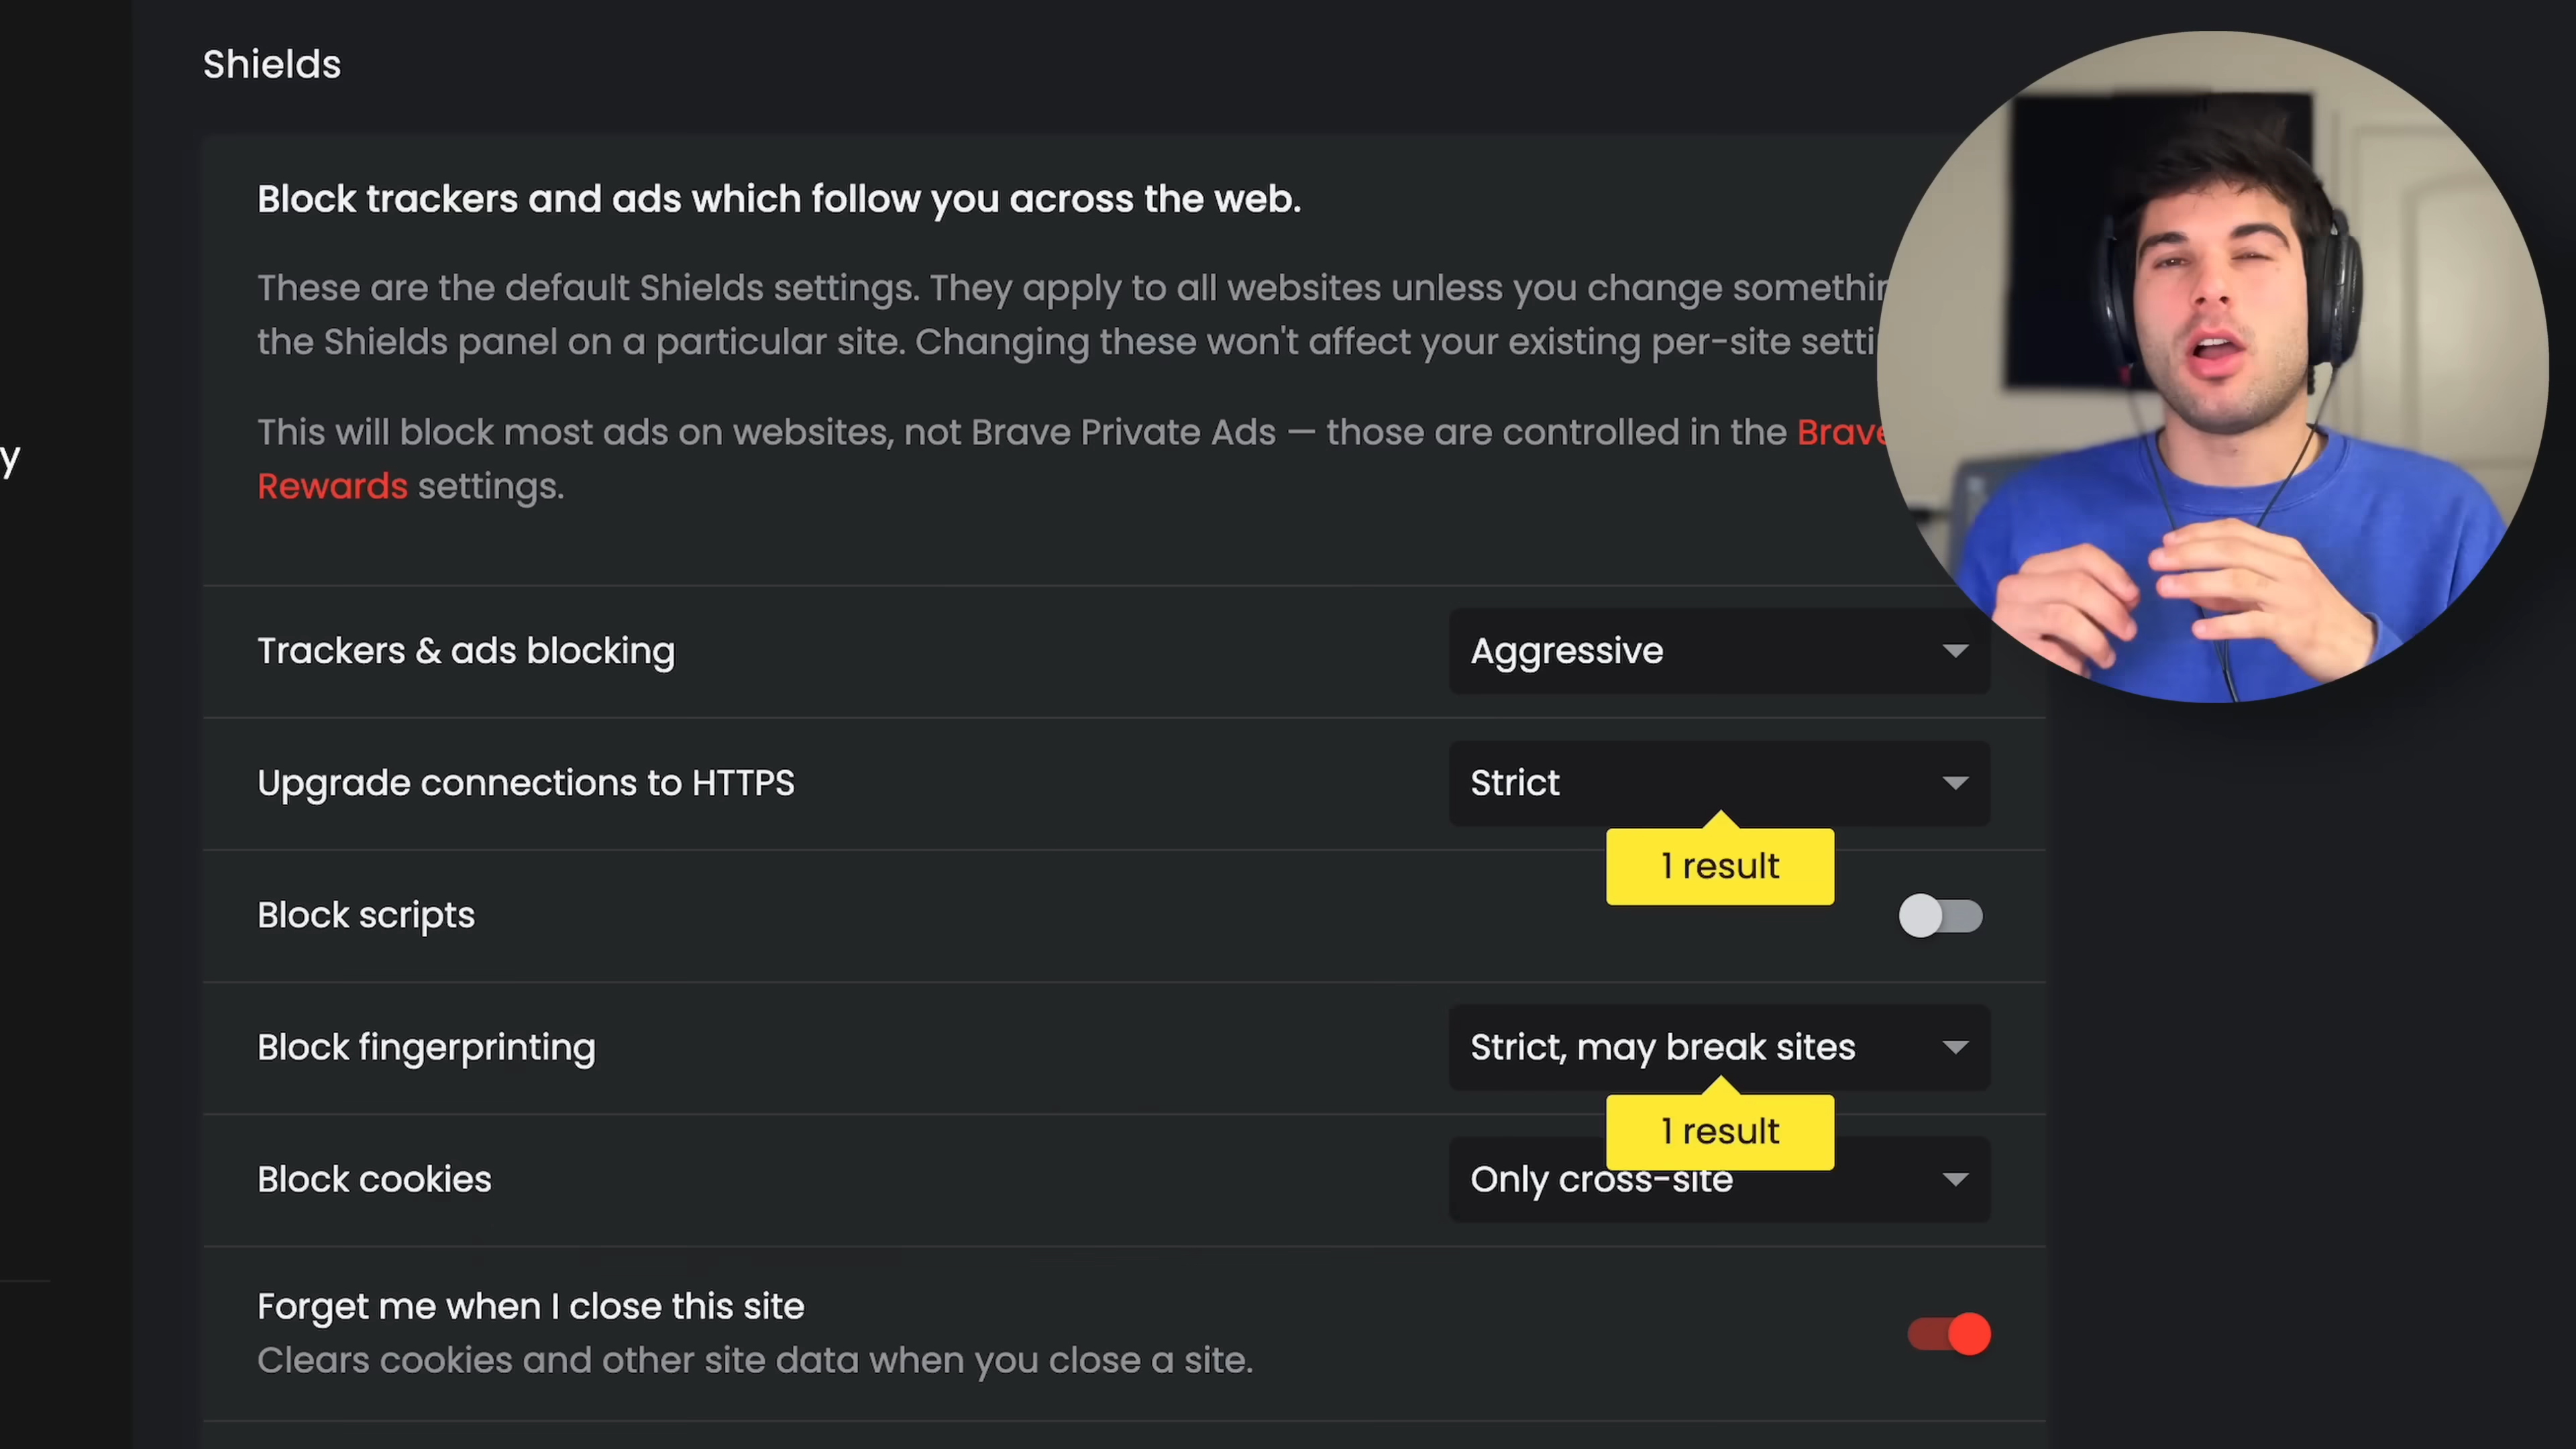 Shields
Block trackers and ads which follow you across the web.
These are the default Shields settings. They apply to all websites unless you change
the Shields panel on a particular site. Changing these won't affect your existing per-site
This will block most ads on websites, not Brave Private Ads — those are controlled in the Brave
Rewards settings.
y
Trackers & ads blocking
Aggressive
Upgrade connections to HTTPS
Strict
1 result
Block scripts
Block fingerprinting
Strict, may break sites
1 result
Block cookies
Only cross-site
Forget me when I close this site
Clears cookies and other site data when you close a site.